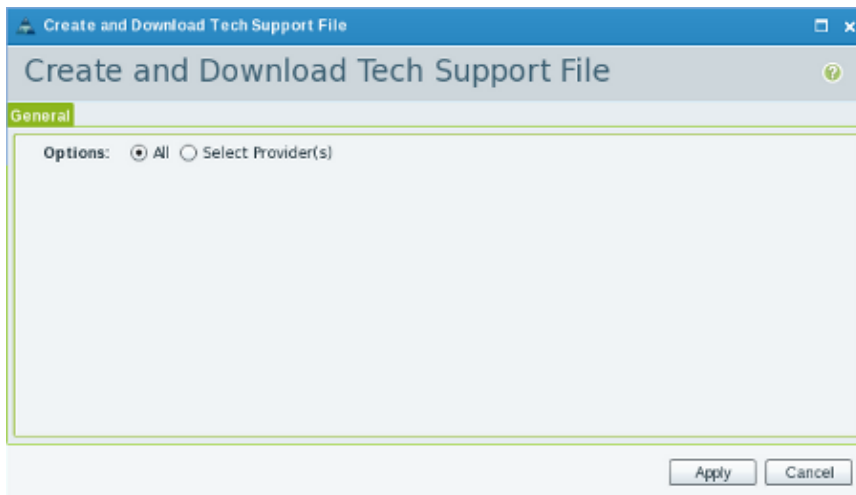 Create and Download Tech Support File
Create and Download Tech Support File
General
Options: All Select Provider(s)
Apply Cancel